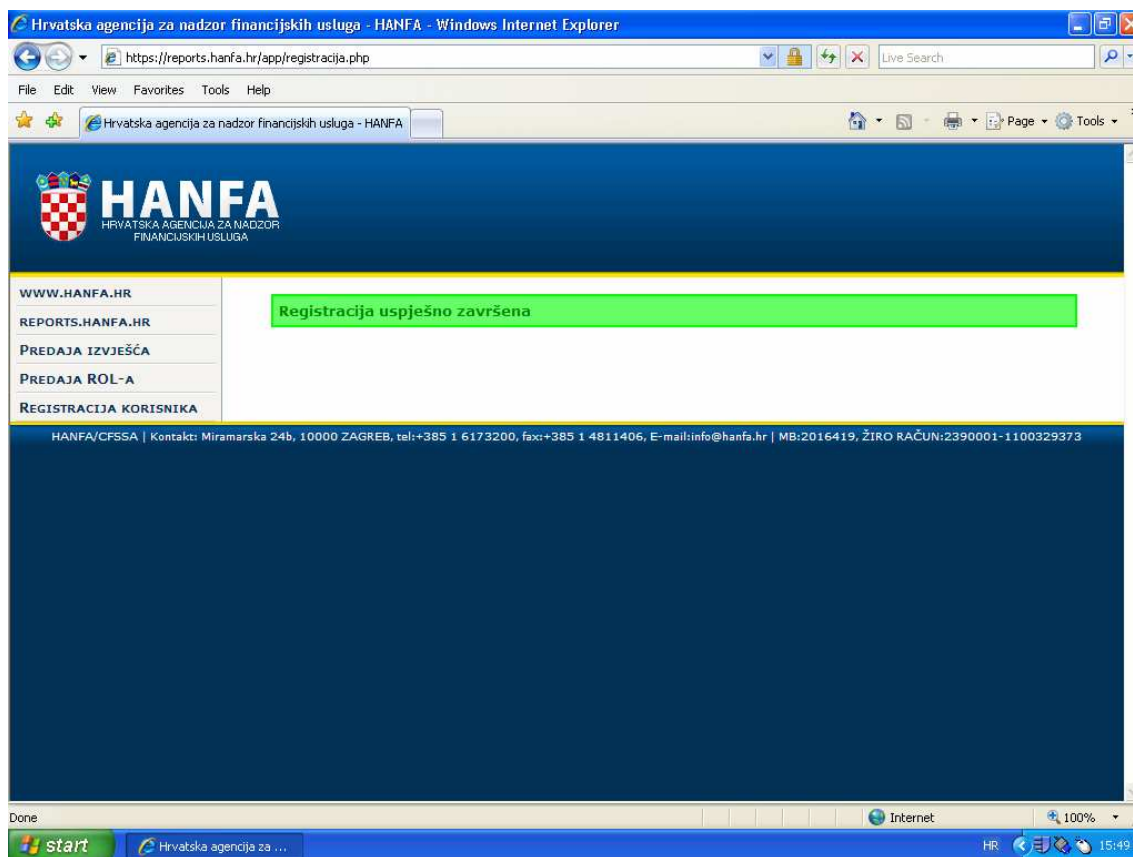 Hrvatska agencija za nadzor financijskih usluga - HANFA - Windows Internet Explorer
https://reports.hanfa.hr/app/registracija.php
Live Search
File Edit View Favorites Tools Help
Hrvatska agencija za nadzor financijskih usluga - HANFA
Page Tools
HANFA
HRVATSKA AGENCIJA ZA NADZOR
FINANCIJSKIH USLUGA
WWW.HANFA.HR
REPORTS.HANFA.HR
PREDAJA IZVJEŠĆA
PREDAJA ROL-A
REGISTRACIJA KORISNIKA
Registracija uspješno završena
HANFA/CFSSA | Kontakt: Miramarska 24b, 10000 ZAGREB, tel:+385 1 6173200, fax:+385 1 4811406, E-mail:info@hanfa.hr | MB:2016419, ŽIRO RAČUN:2390001-1100329373
Done
Internet
100%
start
Hrvatska agencija za ...
HR
15:49